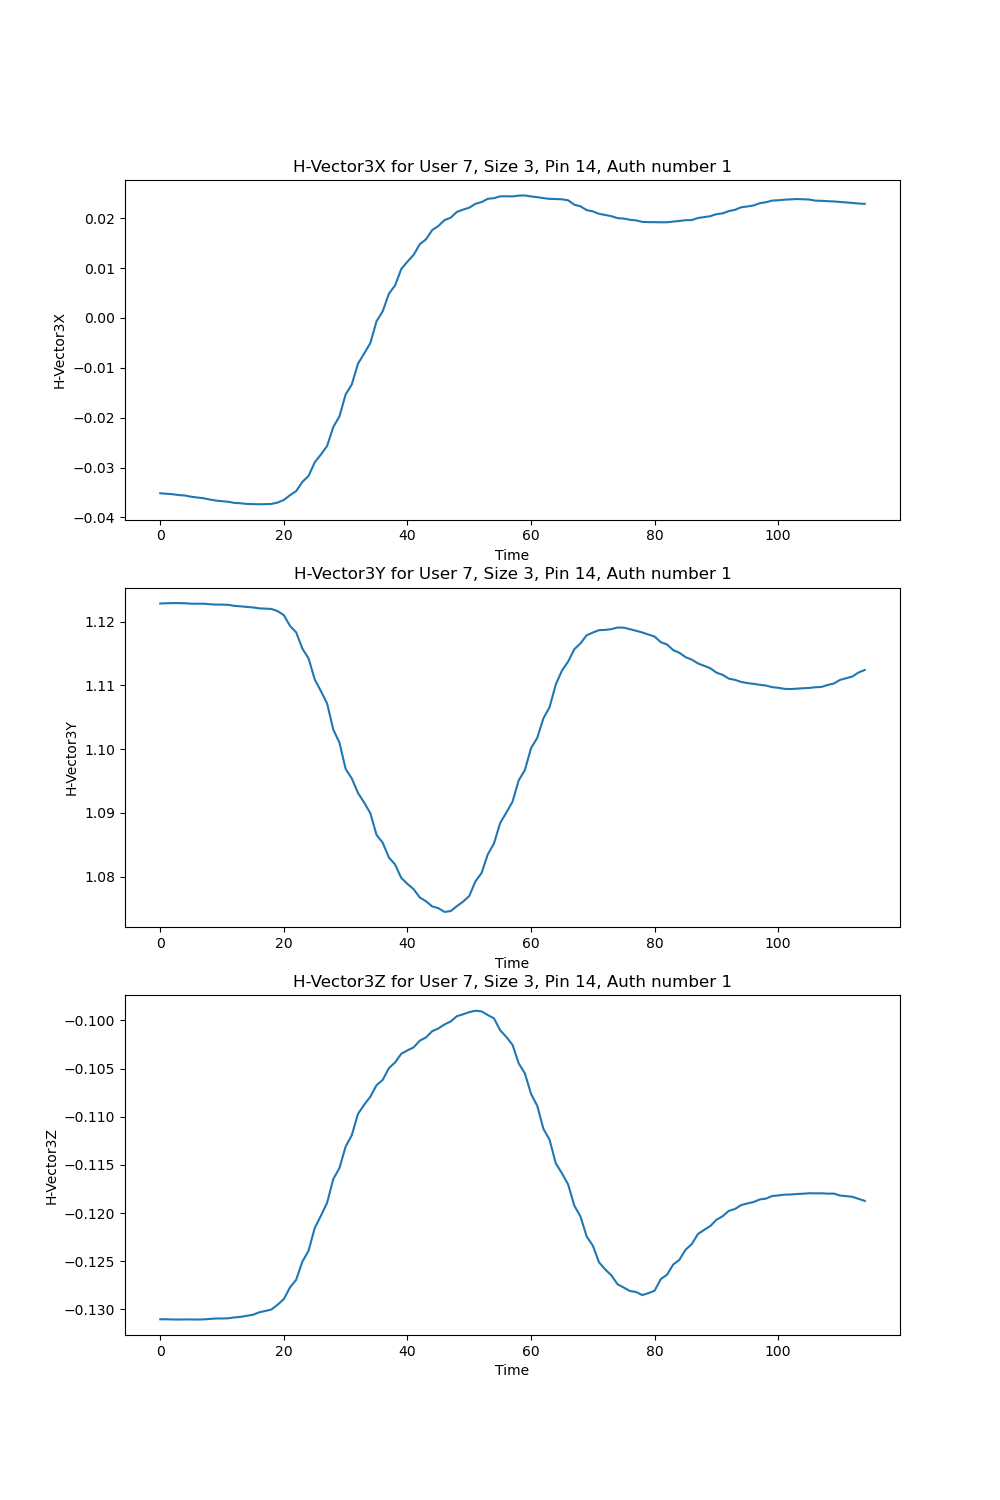 H-Vector3X for User 7, Size 3, Pin 14, Auth number 1
0.02
0.01
0.00
−0.01
−0.02
−0.03
−0.04
H-Vector3X
0 20 40 60 80 100
Time
H-Vector3Y for User 7, Size 3, Pin 14, Auth number 1
1.12
1.11
1.10
1.09
1.08
H-Vector3Y
0 20 40 60 80 100
Time
H-Vector3Z for User 7, Size 3, Pin 14, Auth number 1
−0.100
−0.105
−0.110
−0.115
−0.120
−0.125
−0.130
H-Vector3Z
0 20 40 60 80 100
Time